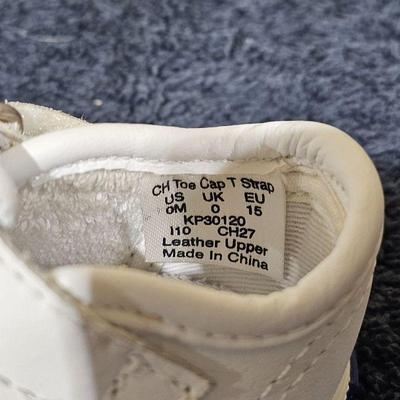 CH Toe Cap T Strap
US UK EU
0M 0 15
KP30120
I10 CH27
Leather Upper
Made In China